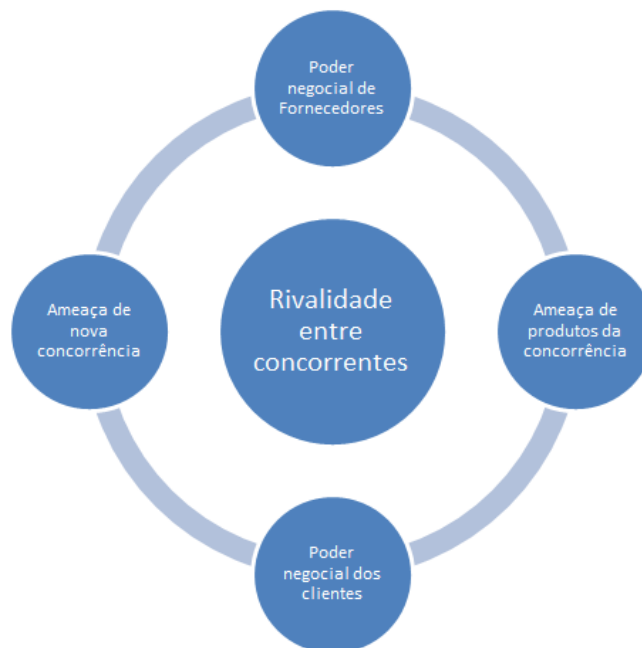 Poder
negocial de
Fornecedores
Ameaça de
nova
concorrência
Rivalidade
entre
concorrentes
Ameaça de
produtos da
concorrência
Poder
negocial dos
clientes